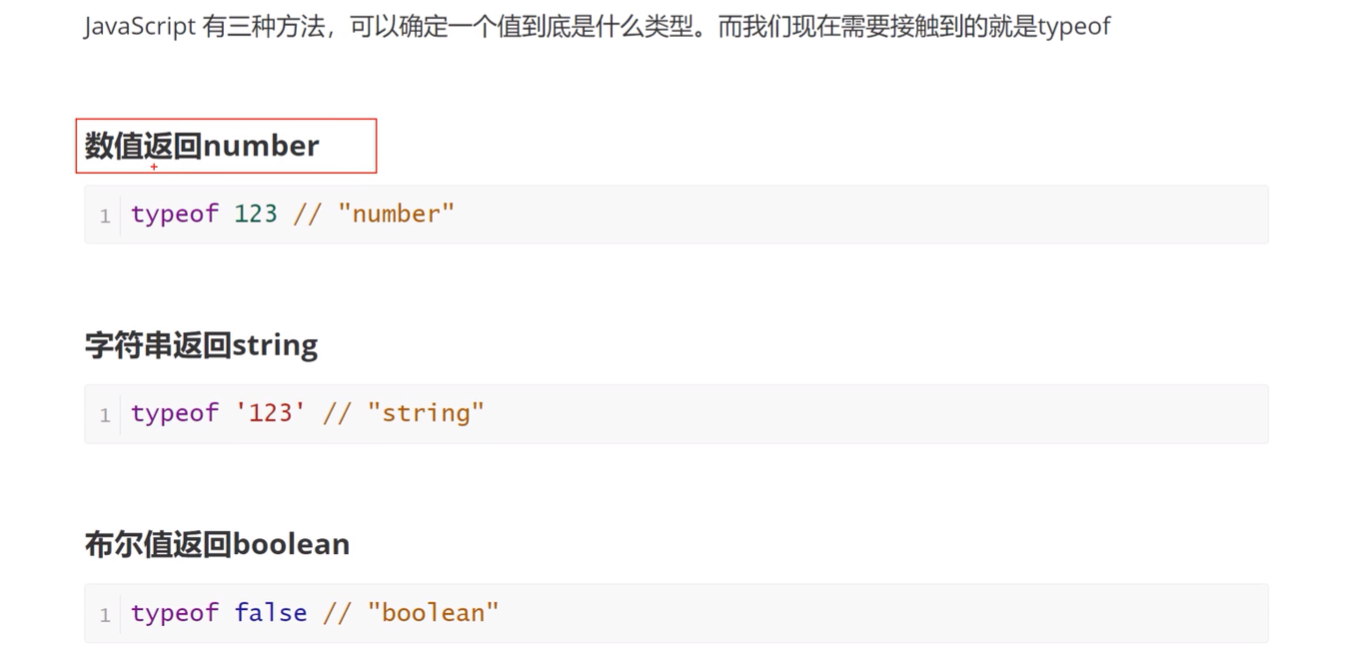 JavaScript 有三种方法，可以确定一个值到底是什么类型。而我们现在需要接触到的就是typeof
数值返回number
1 typeof 123 // "number"
字符串返回string
1 typeof '123' // "string"
布尔值返回boolean
1 typeof false // "boolean"